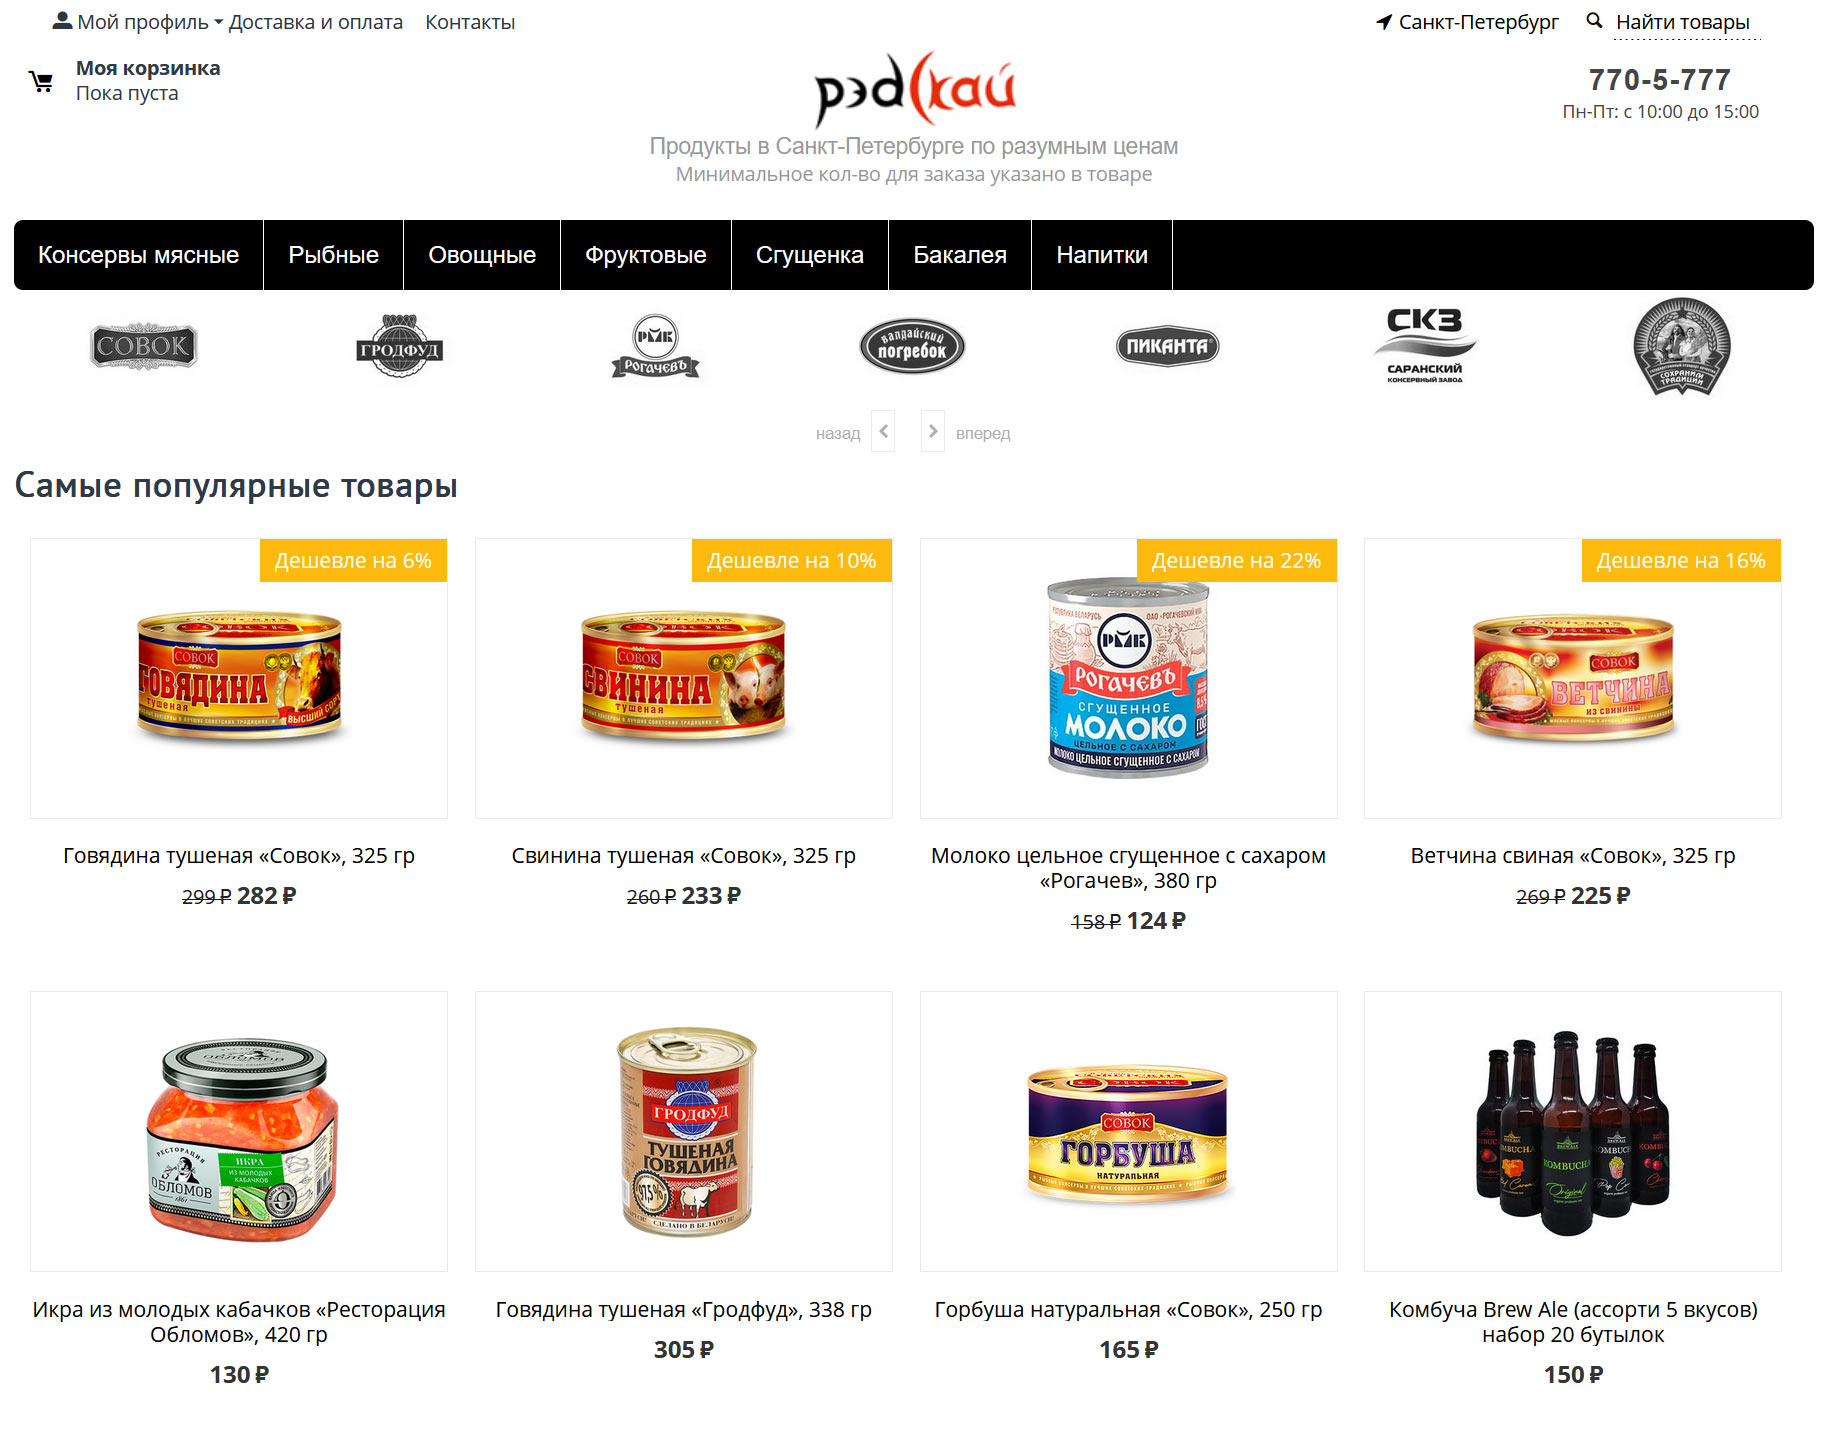 Мой профиль Доставка и оплата Контакты
Санкт-Петербург Найти товары
Моя корзинка
Пока пуста
рэдскай
770-5-777
Пн-Пт: с 10:00 до 15:00
Продукты в Санкт-Петербурге по разумным ценам
Минимальное кол-во для заказа указано в товаре
Консервы мясные Рыбные Овощные Фруктовые Сгущенка Бакалея Напитки
СОВОК
ГРОДФУД
РМК
РОГАЧЕВЪ
валдайский
погребок
ПИКАНТА
СКЗ
САРАНСКИЙ
КОНСЕРВНЫЙ ЗАВОД
СОХРАНИМ
ТРАДИЦИИ
назад вперед
Самые популярные товары
Дешевле на 6%
СОВОК
ГОВЯДИНА
тушеная
ВЫСШИЙ СОРТ
Дешевле на 10%
СОВОК
СВИНИНА
тушеная
Дешевле на 22%
РЕСПУБЛИКА БЕЛАРУСЬ
РМК
РОГАЧЕВЪ
СГУЩЕННОЕ
МОЛОКО
ЦЕЛЬНОЕ С САХАРОМ
8,5%
ГОСТ
МОЛОКО ЦЕЛЬНОЕ СГУЩЕННОЕ С САХАРОМ
Дешевле на 16%
СОВОК
ВЕТЧИНА
ИЗ СВИНИНЫ
Говядина тушеная «Совок», 325 гр
299 ₽ 282 ₽
Свинина тушеная «Совок», 325 гр
260 ₽ 233 ₽
Молоко цельное сгущенное с сахаром
«Рогачев», 380 гр
158 ₽ 124 ₽
Ветчина свиная «Совок», 325 гр
269 ₽ 225 ₽
ОБЛОМОВ
РЕСТОРАЦИЯ
ОБЛОМОВ
ИКРА
ИЗ МОЛОДЫХ
КАБАЧКОВ
ГРОДФУД
ТУШЕНАЯ
ГОВЯДИНА
97,5%
СДЕЛАНО В БЕЛАРУСИ
СОВОК
ГОРБУША
НАТУРАЛЬНАЯ
KOMBUCHA
Original
Икра из молодых кабачков «Ресторация
Обломов», 420 гр
130 ₽
Говядина тушеная «Гродфуд», 338 гр
305 ₽
Горбуша натуральная «Совок», 250 гр
165 ₽
Комбуча Brew Ale (ассорти 5 вкусов)
набор 20 бутылок
150 ₽